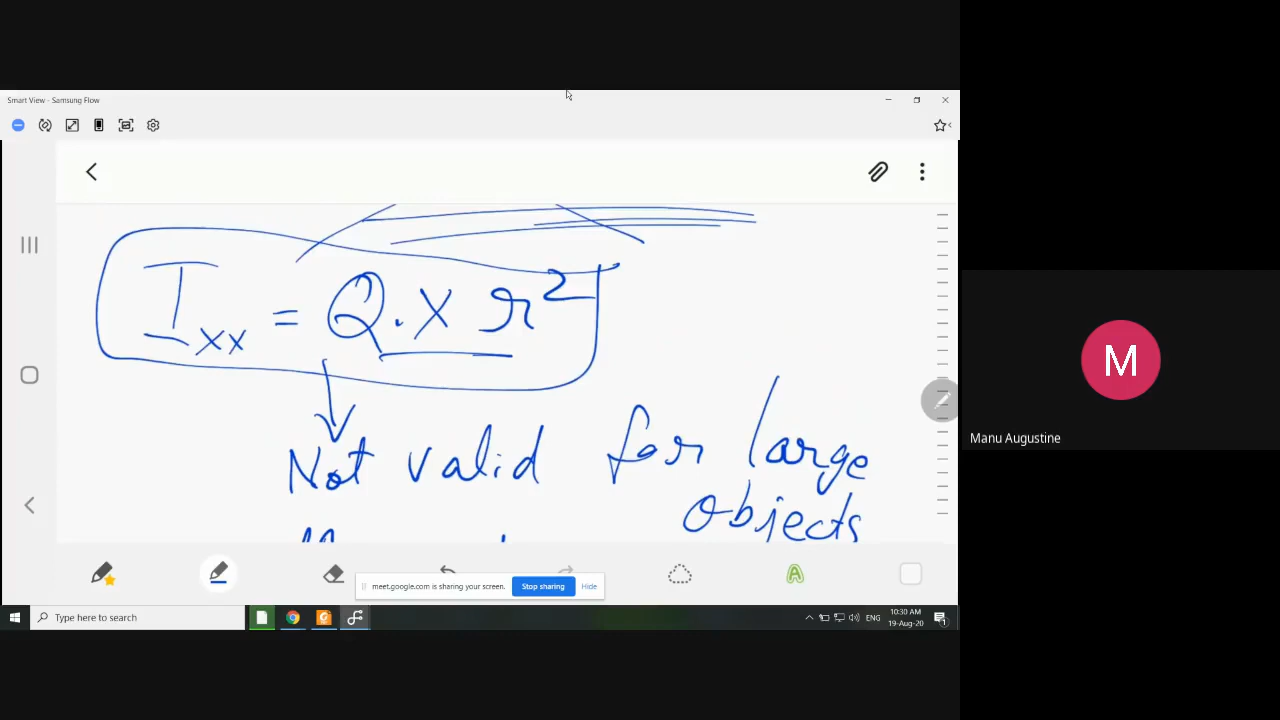 Smart View - Samsung Flow
I_xx = Q. x r²
Not valid for large
objects
meet.google.com is sharing your screen. Stop sharing Hide
M
Manu Augustine
Type here to search
ENG
10:30 AM
19-Aug-20